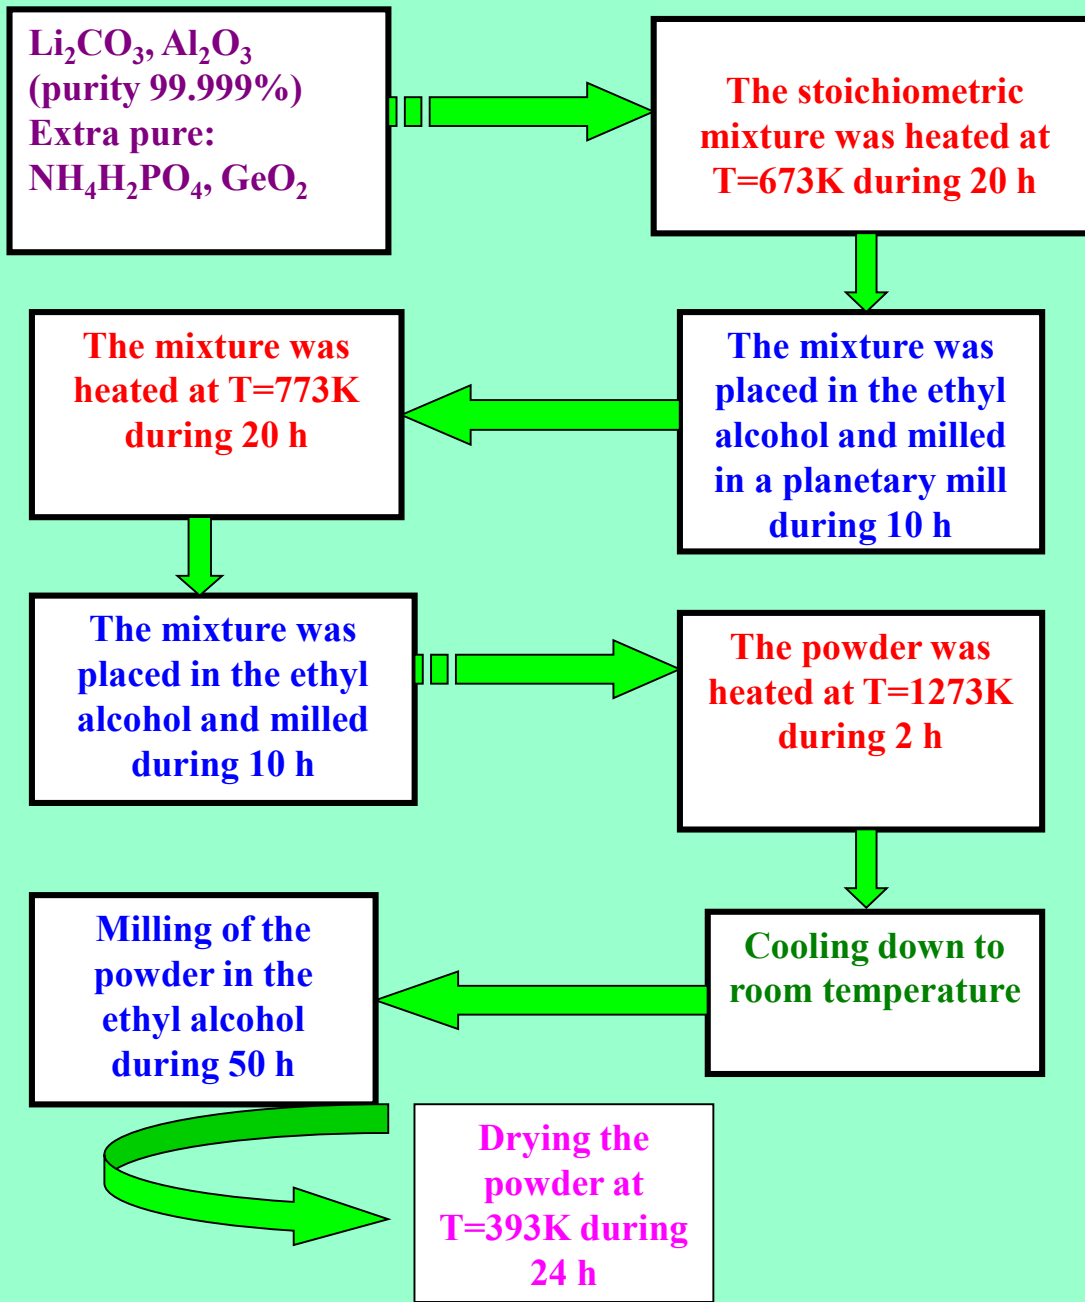 Li₂CO₃, Al₂O₃
(purity 99.999%)
Extra pure:
NH₄H₂PO₄, GeO₂
The stoichiometric
mixture was heated at
T=673K during 20 h
The mixture was
placed in the ethyl
alcohol and milled
in a planetary mill
during 10 h
The mixture was
heated at T=773K
during 20 h
The mixture was
placed in the ethyl
alcohol and milled
during 10 h
The powder was
heated at T=1273K
during 2 h
Cooling down to
room temperature
Milling of the
powder in the
ethyl alcohol
during 50 h
Drying the
powder at
T=393K during
24 h